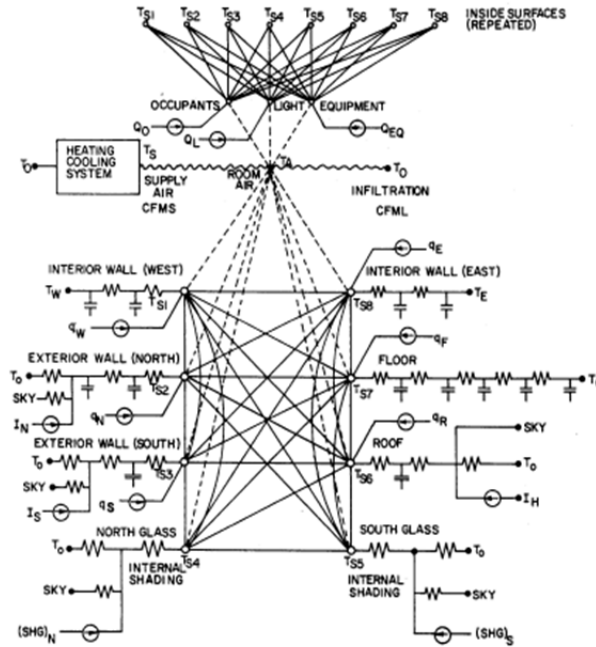 TS1 TS2 TS3 TS4 TS5 TS6 TS7 TS8 INSIDE SURFACES
(REPEATED)
OCCUPANTS LIGHT EQUIPMENT
QO QL QEQ
HEATING
COOLING
SYSTEM
TO TS TA TO
SUPPLY
AIR
CFMS
ROOM
AIR
INFILTRATION
CFML
qE
INTERIOR WALL (WEST) INTERIOR WALL (EAST)
TW TS1 TS8 TE
qW qF
EXTERIOR WALL (NORTH) FLOOR
To TS2 TS7
SKY qN qR
IN
EXTERIOR WALL (SOUTH) ROOF
SKY
To TS3 TS6 To
SKY
IS qS IH
NORTH GLASS SOUTH GLASS
To TS4 TS5 To
INTERNAL
SHADING
INTERNAL
SHADING
SKY SKY
(SHG)N (SHG)S